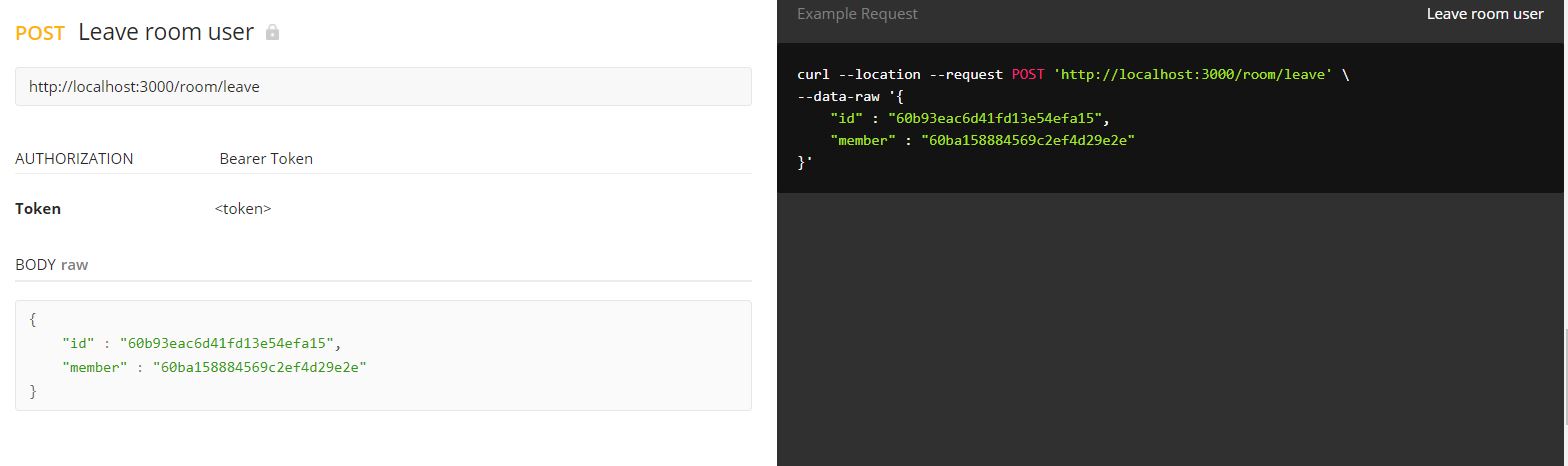 POST Leave room user
http://localhost:3000/room/leave
AUTHORIZATION Bearer Token
Token <token>
BODY raw
{
"id" : "60b93eac6d41fd13e54efa15",
"member" : "60ba158884569c2ef4d29e2e"
}
Example Request Leave room user
curl --location --request POST 'http://localhost:3000/room/leave' \
--data-raw '{
"id" : "60b93eac6d41fd13e54efa15",
"member" : "60ba158884569c2ef4d29e2e"
}'